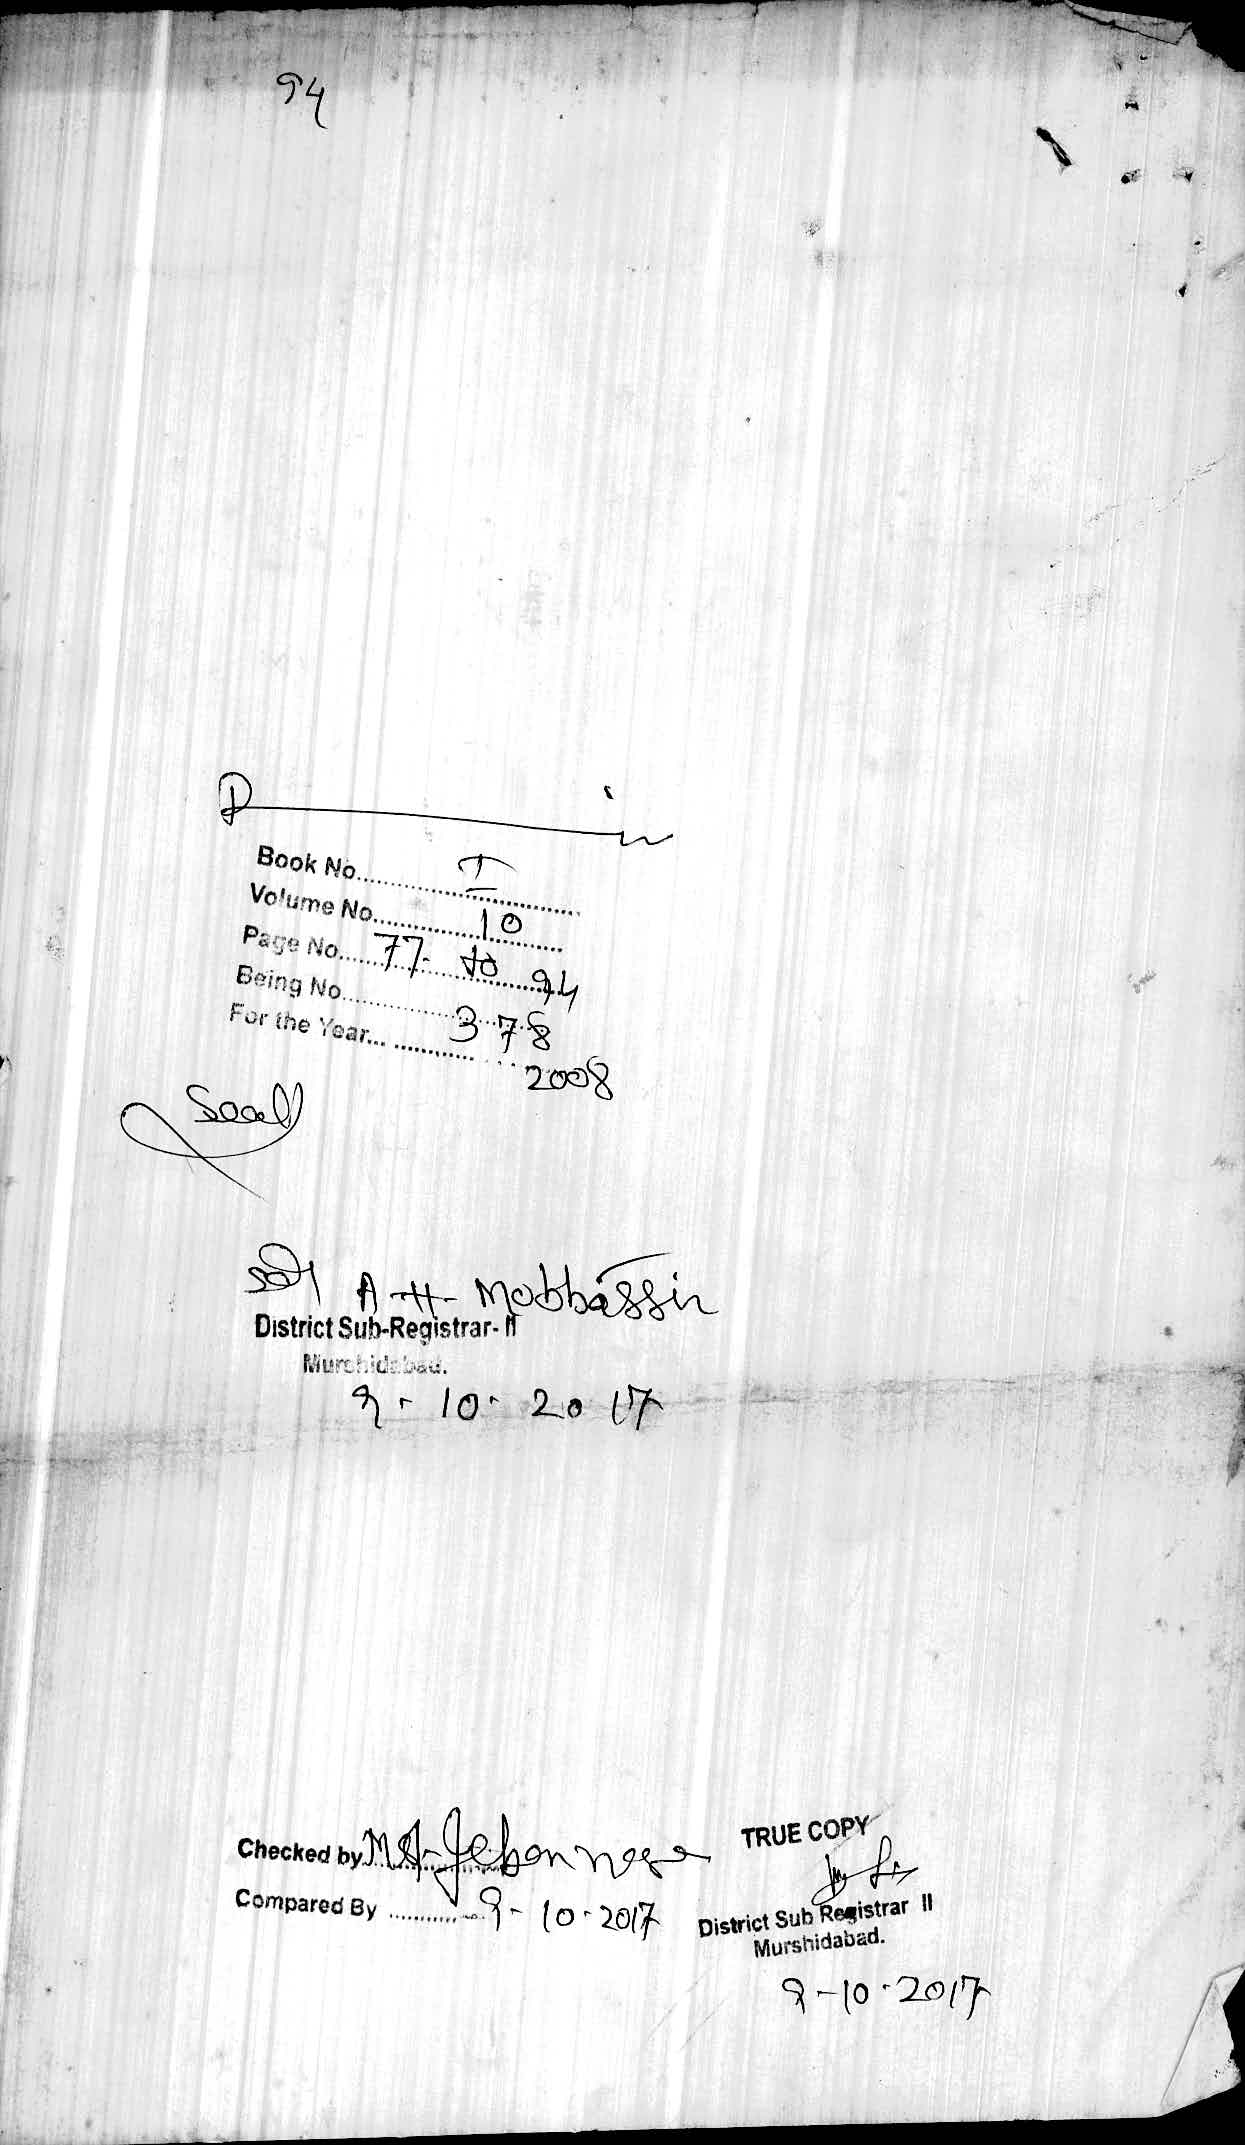 94
Book No. I
Volume No. 10
Page No. 77 to 94
Being No. 378
For the Year 2008
Seal
Sd/ A H Mobbassir
District Sub-Registrar-II
Murshidabad.
9-10-2017
TRUE COPY
Checked by
Compared By 9-10-2017
District Sub Registrar II
Murshidabad.
9-10-2017